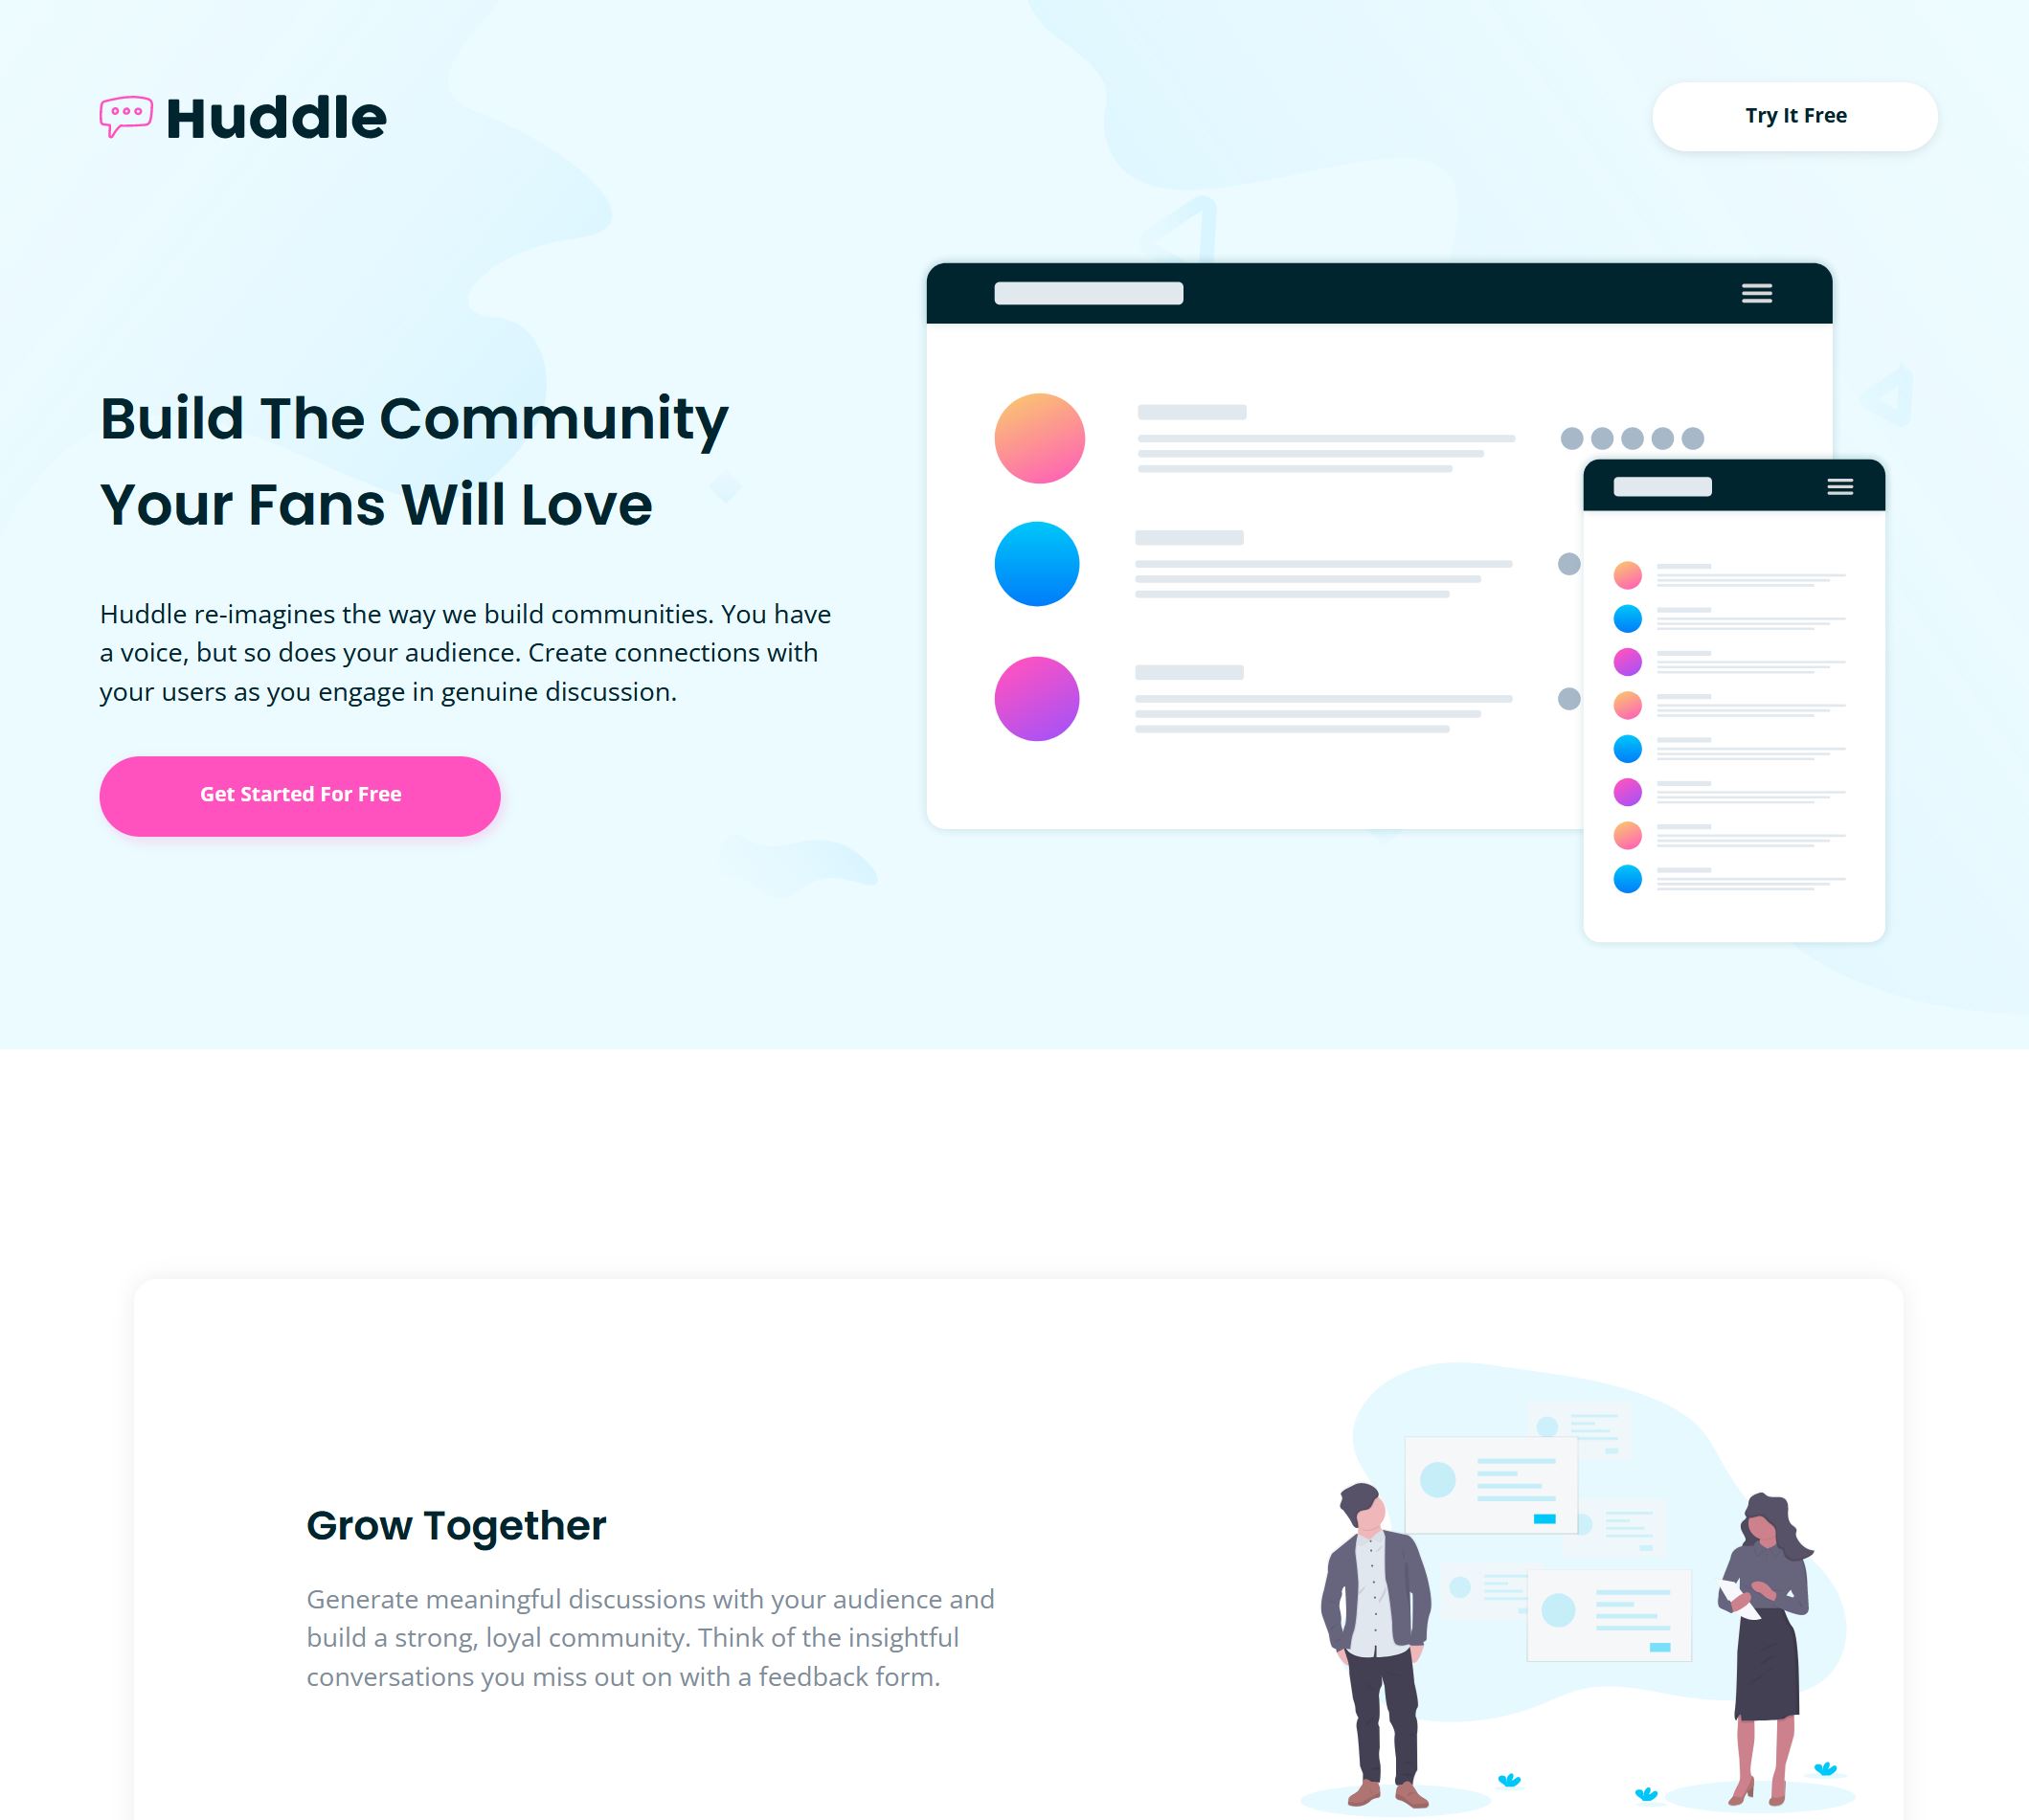 Huddle
Try It Free
Build The Community
Your Fans Will Love
Huddle re-imagines the way we build communities. You have
a voice, but so does your audience. Create connections with
your users as you engage in genuine discussion.
Get Started For Free
Grow Together
Generate meaningful discussions with your audience and
build a strong, loyal community. Think of the insightful
conversations you miss out on with a feedback form.